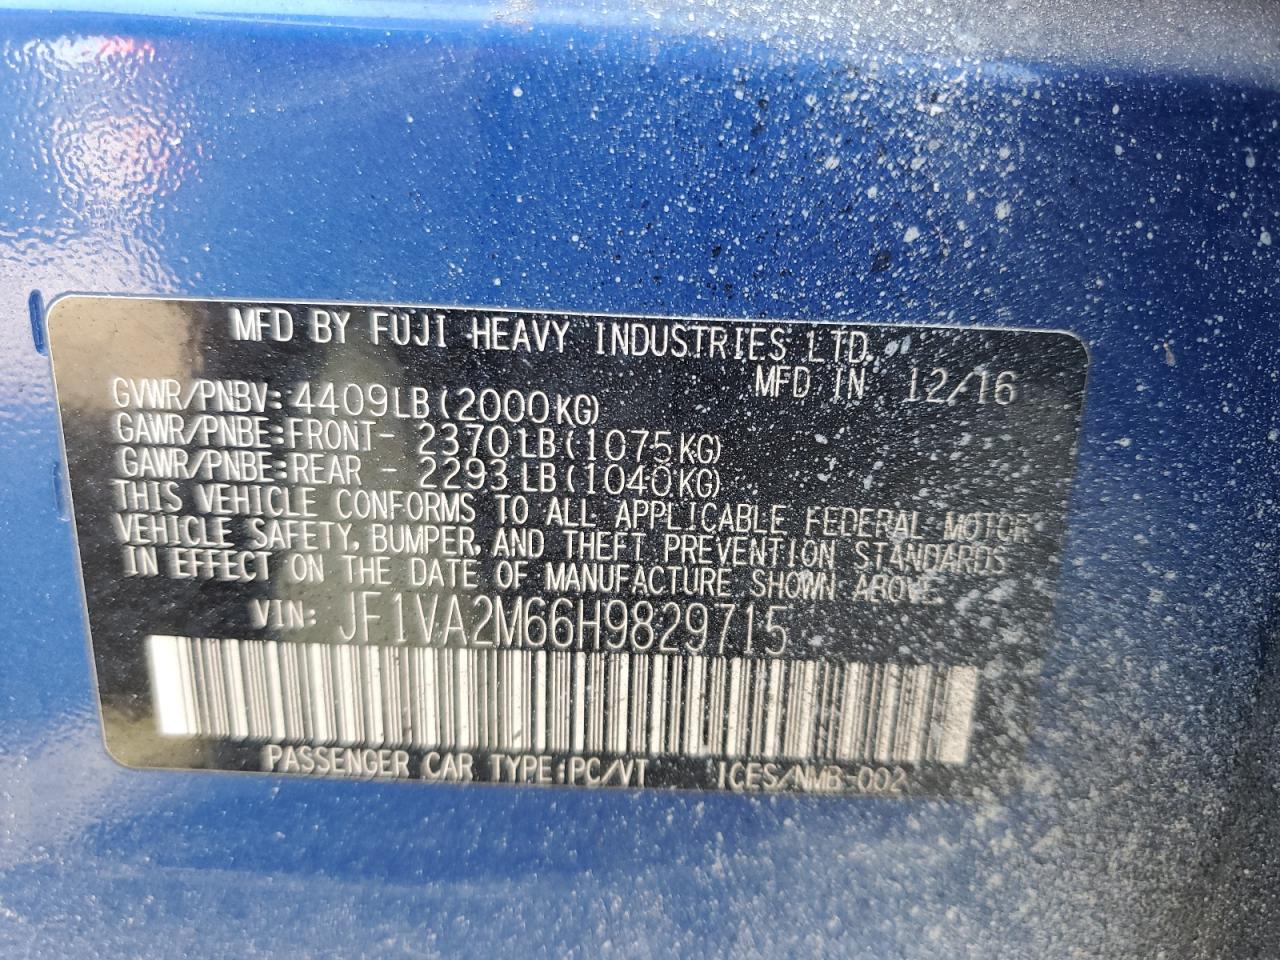 MFD BY FUJI HEAVY INDUSTRIES LTD.
MFD IN 12/16
GVWR/PNBV: 4409LB(2000KG)
GAWR/PNBE:FRONT- 2370LB(1075KG)
GAWR/PNBE:REAR - 2293LB(1040KG)
THIS VEHICLE CONFORMS TO ALL APPLICABLE FEDERAL MOTOR
VEHICLE SAFETY, BUMPER, AND THEFT PREVENTION STANDARDS
IN EFFECT ON THE DATE OF MANUFACTURE SHOWN ABOVE.
VIN: JF1VA2M66H9829715
PASSENGER CAR TYPE:PC/VT ICES/NMB-002